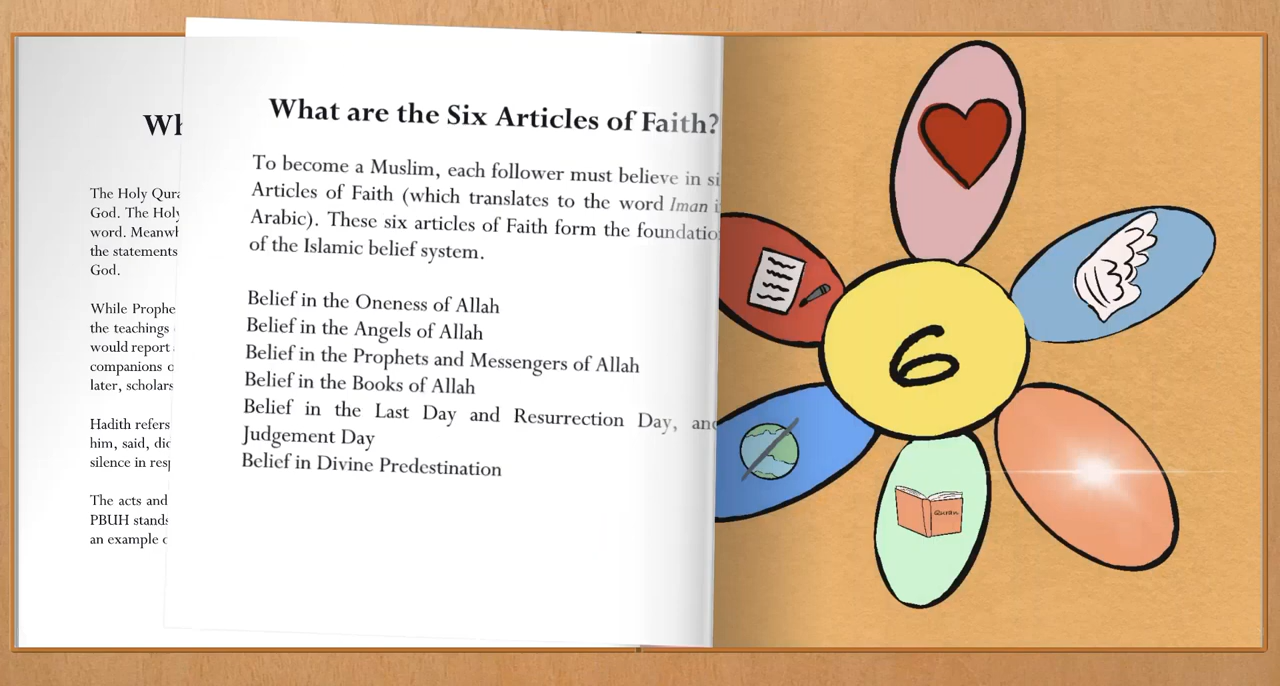 Wh
The Holy Qura
God. The Holy
word. Meanwh
the statements
God.
While Prophe
the teachings
would report
companions o
later, scholars
Hadith refers
him, said, did
silence in resp
The acts and
PBUH stands
an example o
What are the Six Articles of Faith?
To become a Muslim, each follower must believe in si
Articles of Faith (which translates to the word Iman i
Arabic). These six articles of Faith form the foundatio
of the Islamic belief system.
Belief in the Oneness of Allah
Belief in the Angels of Allah
Belief in the Prophets and Messengers of Allah
Belief in the Books of Allah
Belief in the Last Day and Resurrection Day, and
Judgement Day
Belief in Divine Predestination
6